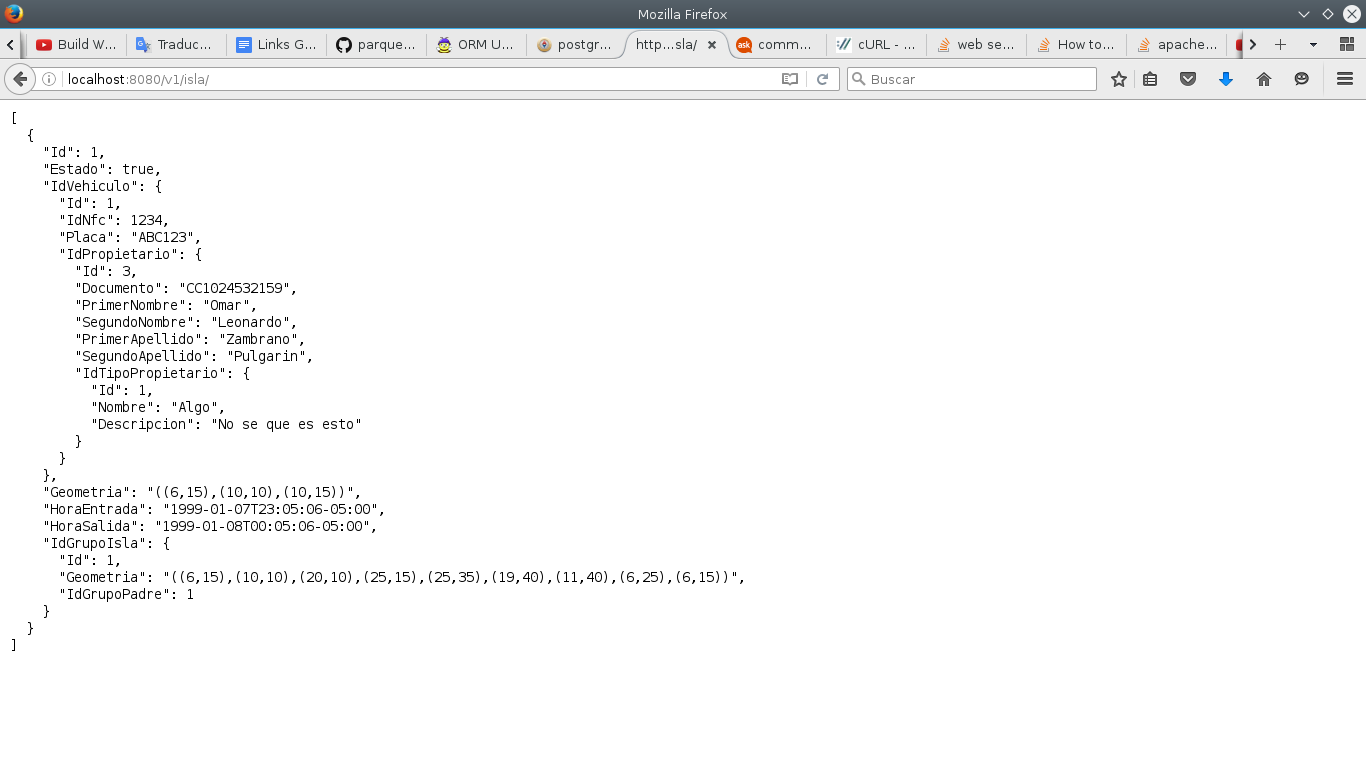 Mozilla Firefox
Build W...
Traduc...
Links G...
parque...
ORM U...
postgr...
http...sla/
ask
comm...
cURL - ...
web se...
How to...
apache...
localhost:8080/v1/isla/
Buscar
[
  {
    "Id": 1,
    "Estado": true,
    "IdVehiculo": {
      "Id": 1,
      "IdNfc": 1234,
      "Placa": "ABC123",
      "IdPropietario": {
        "Id": 3,
        "Documento": "CC1024532159",
        "PrimerNombre": "Omar",
        "SegundoNombre": "Leonardo",
        "PrimerApellido": "Zambrano",
        "SegundoApellido": "Pulgarin",
        "IdTipoPropietario": {
          "Id": 1,
          "Nombre": "Algo",
          "Descripcion": "No se que es esto"
        }
      }
    },
    "Geometria": "((6,15),(10,10),(10,15))",
    "HoraEntrada": "1999-01-07T23:05:06-05:00",
    "HoraSalida": "1999-01-08T00:05:06-05:00",
    "IdGrupoIsla": {
      "Id": 1,
      "Geometria": "((6,15),(10,10),(20,10),(25,15),(25,35),(19,40),(11,40),(6,25),(6,15))",
      "IdGrupoPadre": 1
    }
  }
]